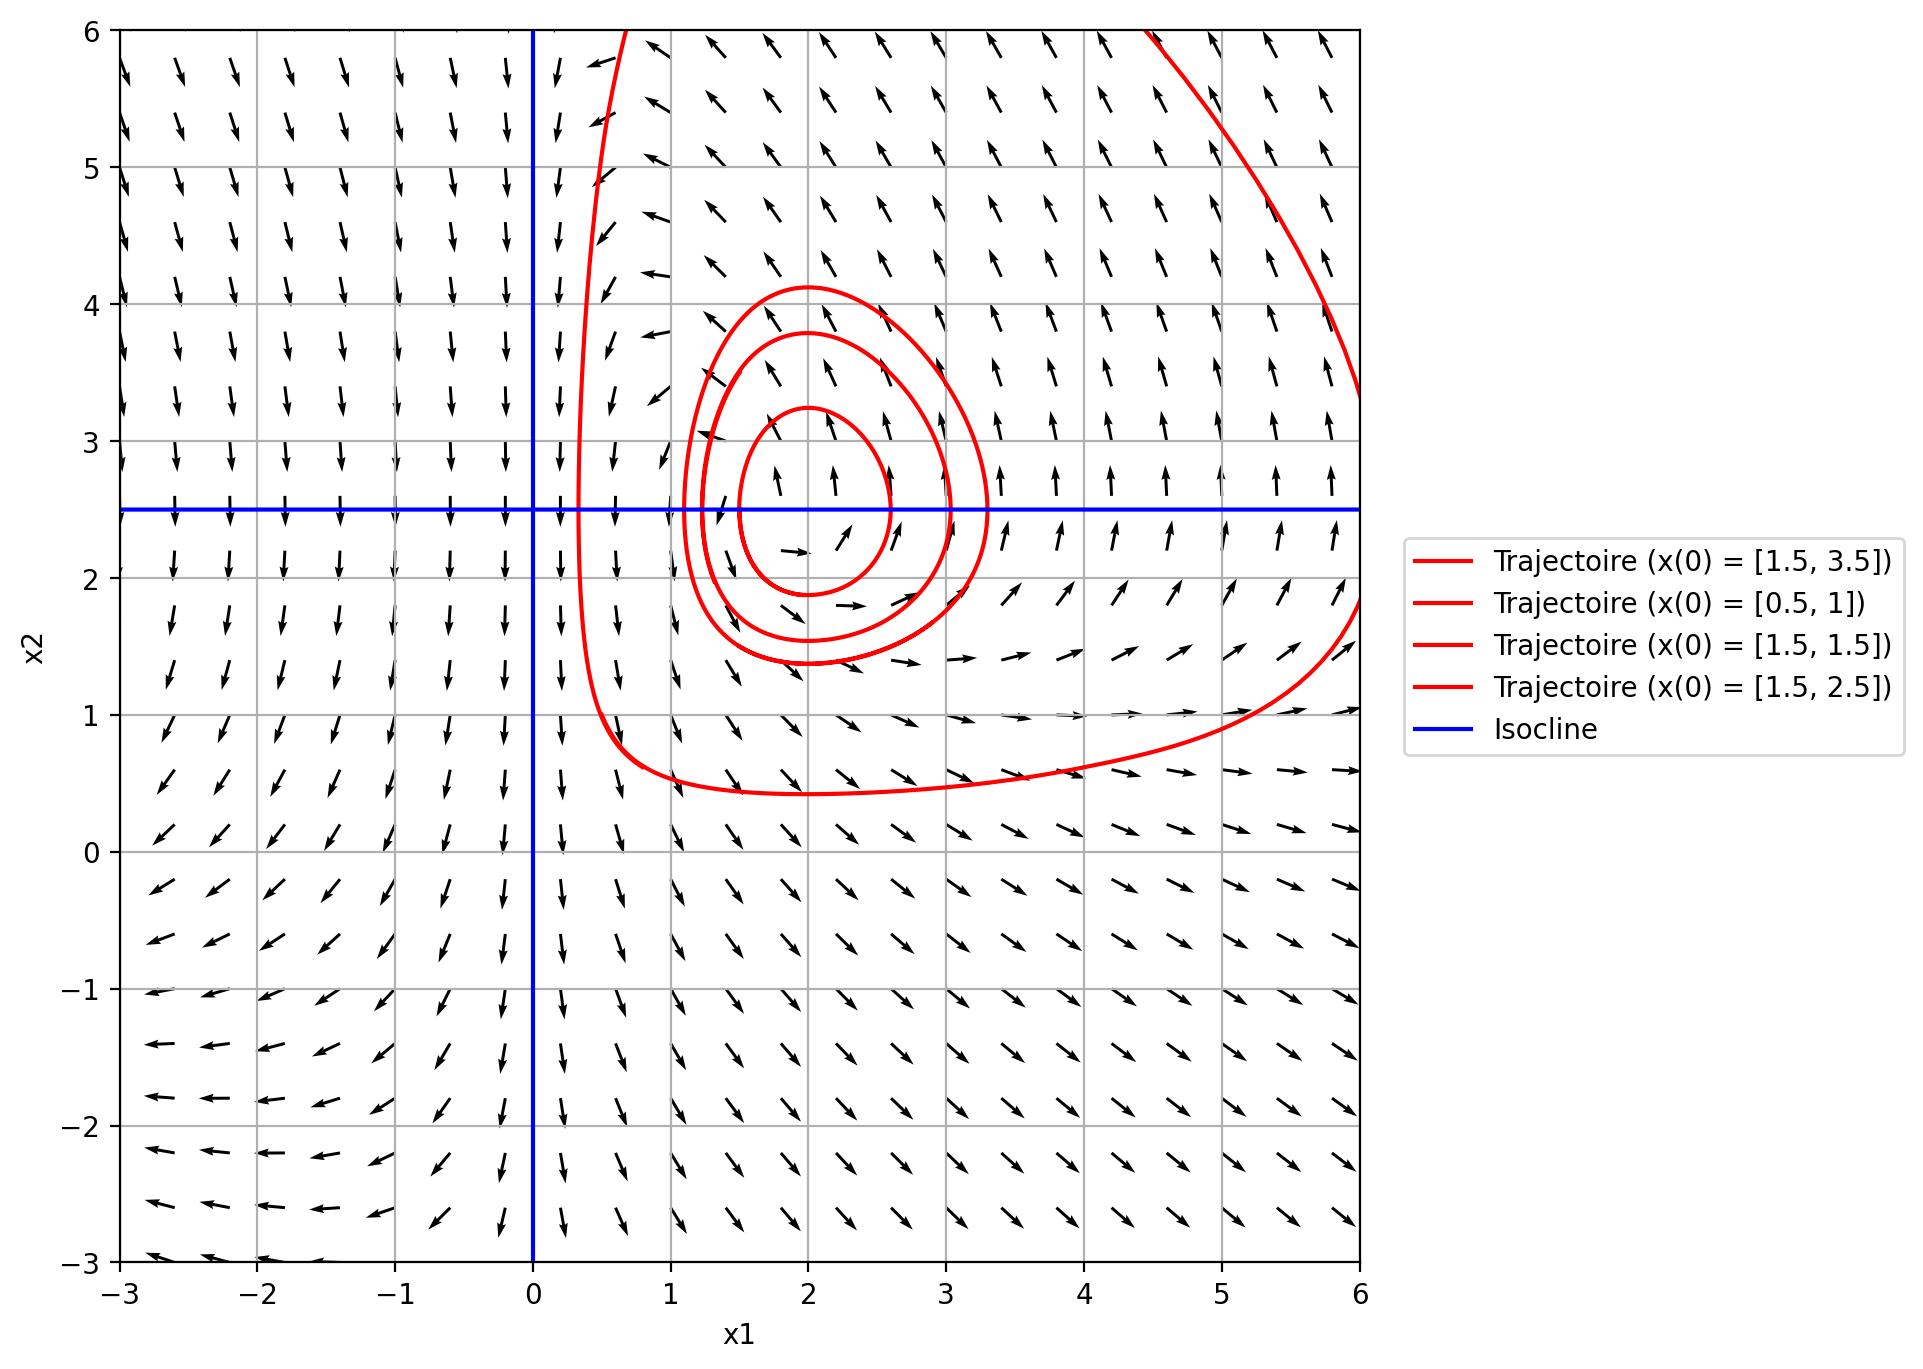 6
5
4
3
2
1
0
−1
−2
−3
x2
−3 −2 −1 0 1 2 3 4 5 6
x1
Trajectoire (x(0) = [1.5, 3.5])
Trajectoire (x(0) = [0.5, 1])
Trajectoire (x(0) = [1.5, 1.5])
Trajectoire (x(0) = [1.5, 2.5])
Isocline